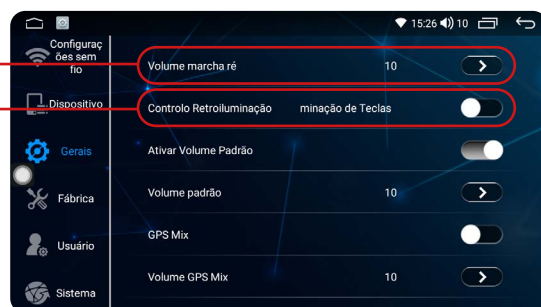 15:26 10
Configuraç
ões sem
fio
Dispositivo
Gerais
Fábrica
Usuário
Sistema
Volume marcha ré 10
Controlo Retroiluminação minação de Teclas
Ativar Volume Padrão
Volume padrão 10
GPS Mix
Volume GPS Mix 10